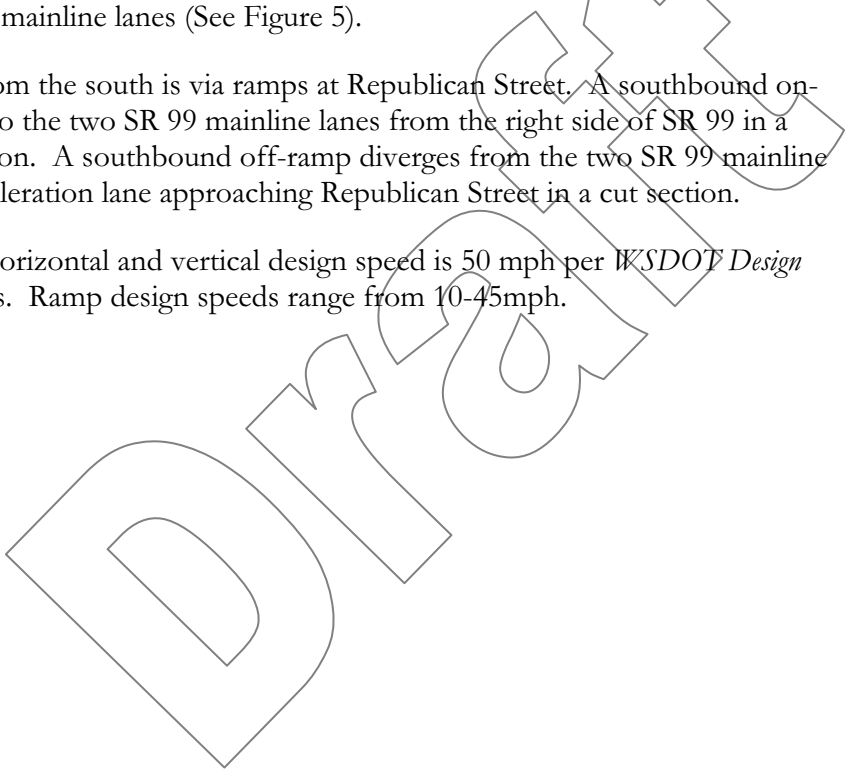 mainline lanes (See Figure 5).
om the south is via ramps at Republican Street. A southbound on-
o the two SR 99 mainline lanes from the right side of SR 99 in a
on. A southbound off-ramp diverges from the two SR 99 mainline
leration lane approaching Republican Street in a cut section.
orizontal and vertical design speed is 50 mph per WSDOT Design
s. Ramp design speeds range from 10-45mph.
Draft